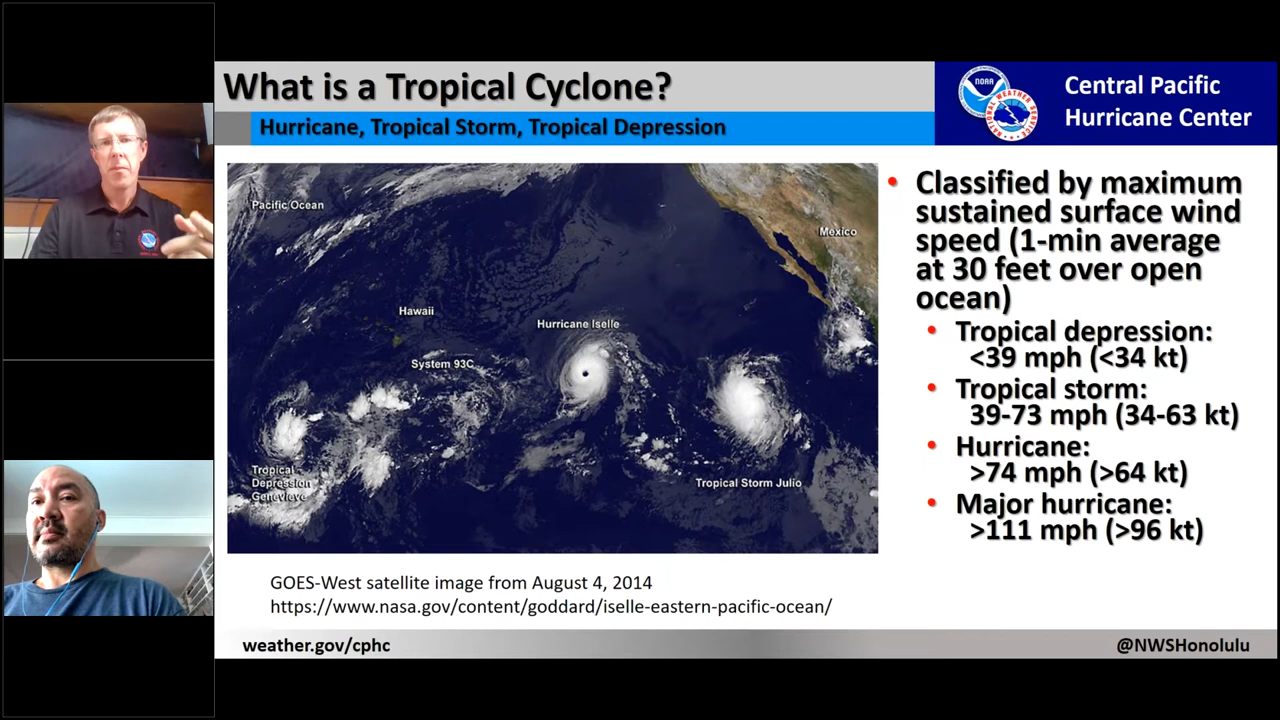 What is a Tropical Cyclone?
Hurricane, Tropical Storm, Tropical Depression
NOAA
NATIONAL WEATHER SERVICE
Central Pacific
Hurricane Center
Pacific Ocean
Mexico
Hawaii
Hurricane Iselle
System 93C
Tropical
Depression
Genevieve
Tropical Storm Julio
• Classified by maximum
sustained surface wind
speed (1-min average
at 30 feet over open
ocean)
• Tropical depression:
<39 mph (<34 kt)
• Tropical storm:
39-73 mph (34-63 kt)
• Hurricane:
>74 mph (>64 kt)
• Major hurricane:
>111 mph (>96 kt)
GOES-West satellite image from August 4, 2014
https://www.nasa.gov/content/goddard/iselle-eastern-pacific-ocean/
weather.gov/cphc
@NWSHonolulu